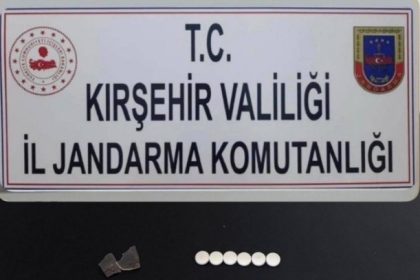 T.C.
KIRŞEHİR VALİLİĞİ
İL JANDARMA KOMUTANLIĞI